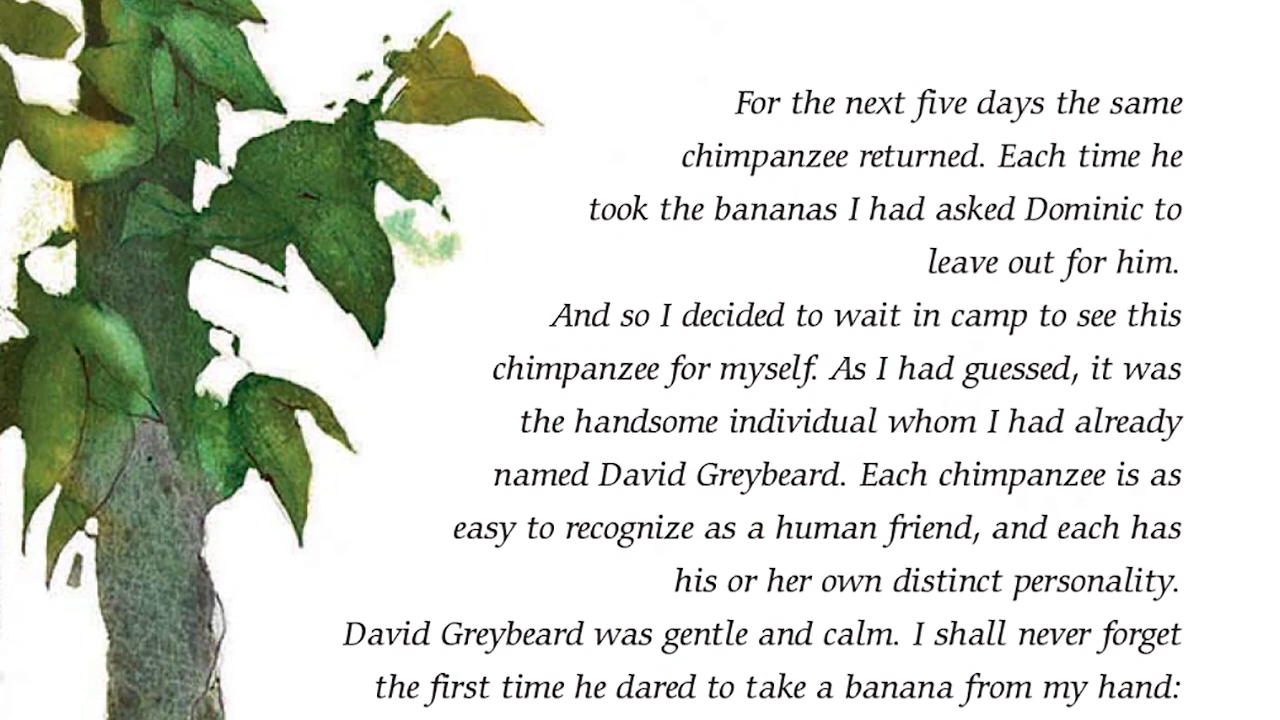 For the next five days the same
chimpanzee returned. Each time he
took the bananas I had asked Dominic to
leave out for him.
And so I decided to wait in camp to see this
chimpanzee for myself. As I had guessed, it was
the handsome individual whom I had already
named David Greybeard. Each chimpanzee is as
easy to recognize as a human friend, and each has
his or her own distinct personality.
David Greybeard was gentle and calm. I shall never forget
the first time he dared to take a banana from my hand: